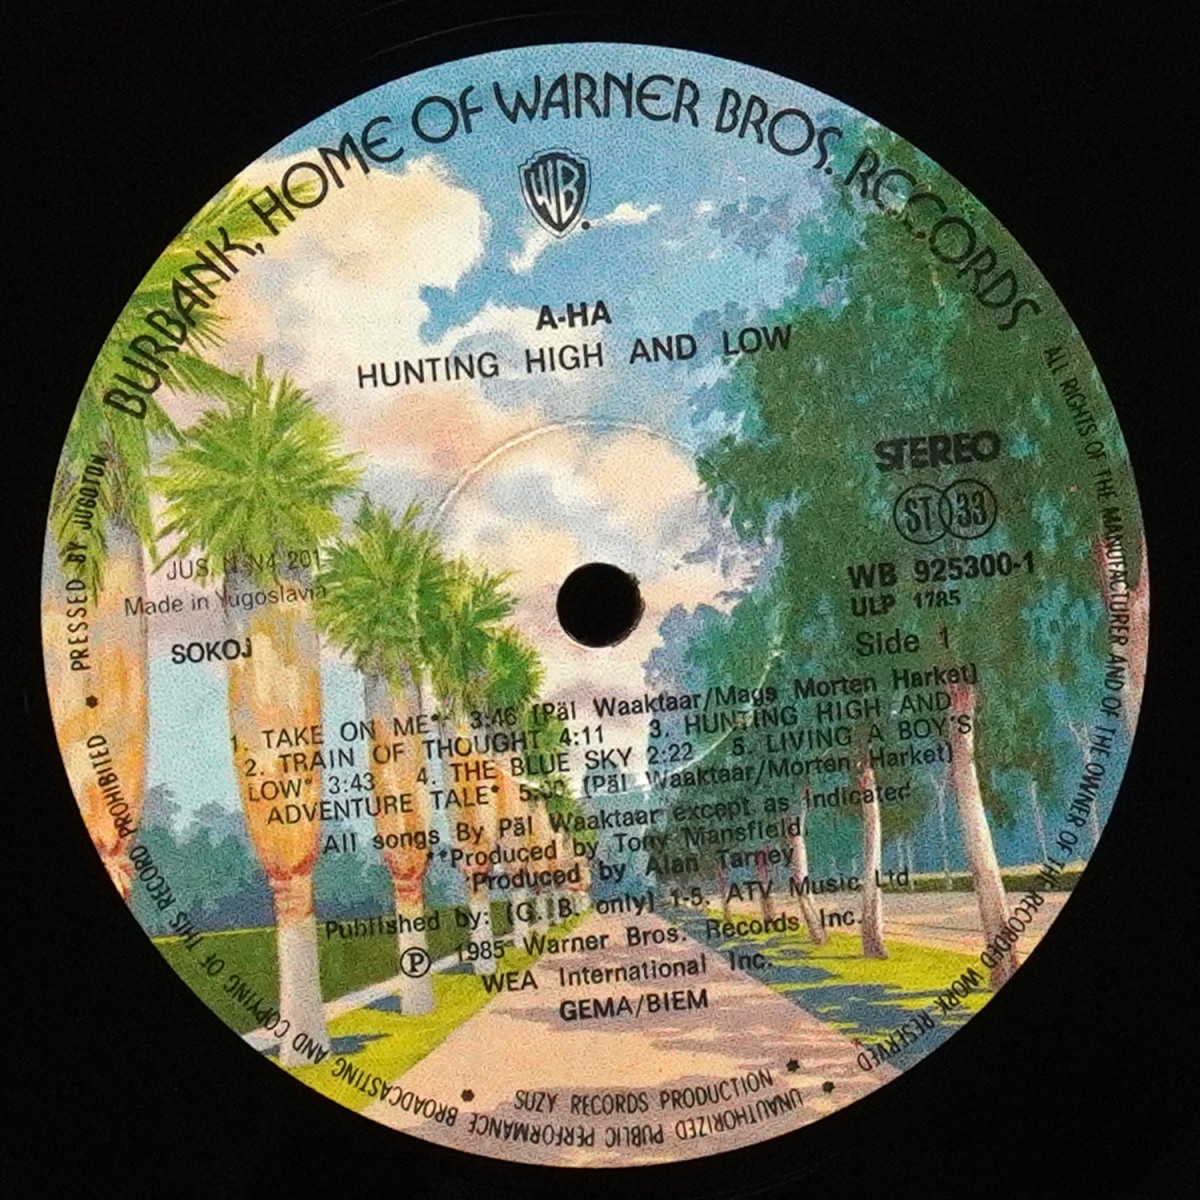 BURBANK, HOME OF WARNER BROS. RECORDS
WB
A-HA
HUNTING HIGH AND LOW
STEREO
ST 33
WB 925300-1
ULP 1785
Side 1
JUS. N.N4 201
Made in Yugoslavia
SOKOJ
1. TAKE ON ME** 3:46 (Päl Waaktaar/Mags Morten Harket)
2. TRAIN OF THOUGHT 4:11 3. HUNTING HIGH AND
LOW* 3:43 4. THE BLUE SKY 2:22 5. LIVING A BOY'S
ADVENTURE TALE* 5:00 (Päl Waaktaar/Morten Harket)
All songs By Päl Waaktaar except as Indicated
**Produced by Tony Mansfield
*Produced by Alan Tarney
Published by: (G. B. only) 1-5. ATV Music Ltd.
Ⓟ 1985 Warner Bros. Records Inc.
WEA International Inc.
GEMA/BIEM
SUZY RECORDS PRODUCTION *
ALL RIGHTS OF THE MANUFACTURER AND OF THE OWNER OF THE RECORDED WORK RESERVED * UNAUTHORIZED PUBLIC PERFORMANCE BROADCASTING AND COPYING OF THIS RECORD PROHIBITED * PRESSED BY JUGOTON